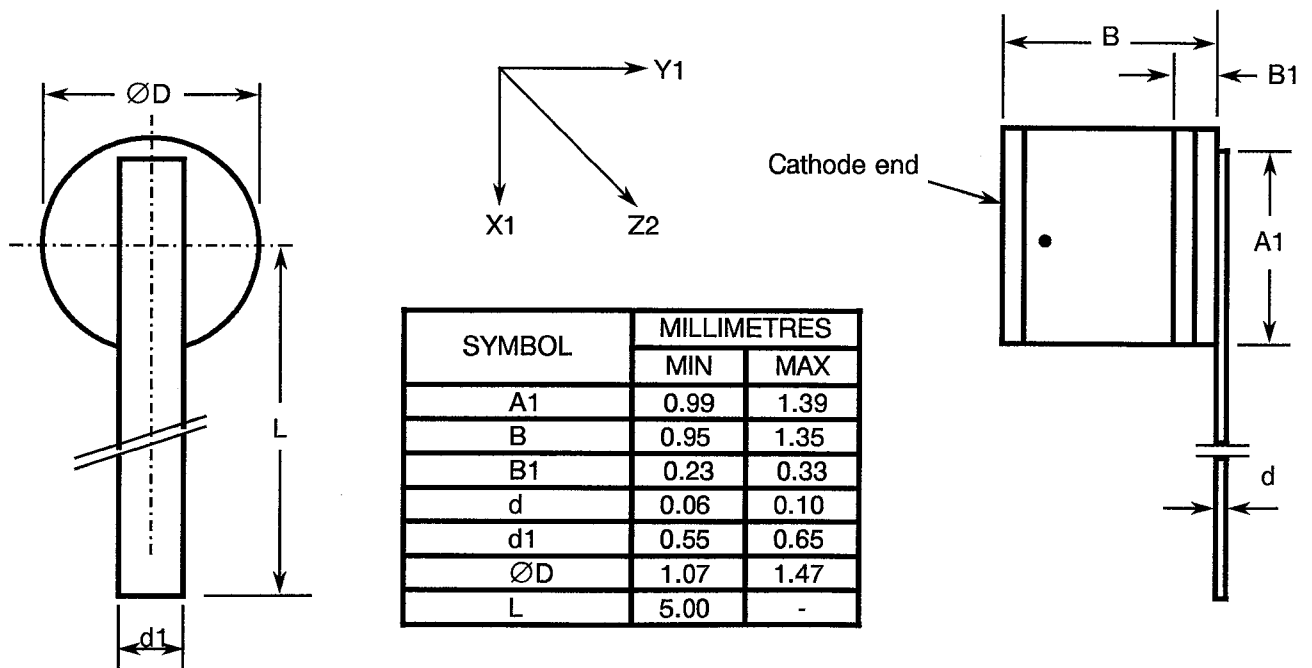 ØD
L
d1
Y1
X1
Z2
SYMBOL MILLIMETRES
MIN MAX
A1 0.99 1.39
B 0.95 1.35
B1 0.23 0.33
d 0.06 0.10
d1 0.55 0.65
ØD 1.07 1.47
L 5.00 -
B
B1
Cathode end
A1
d